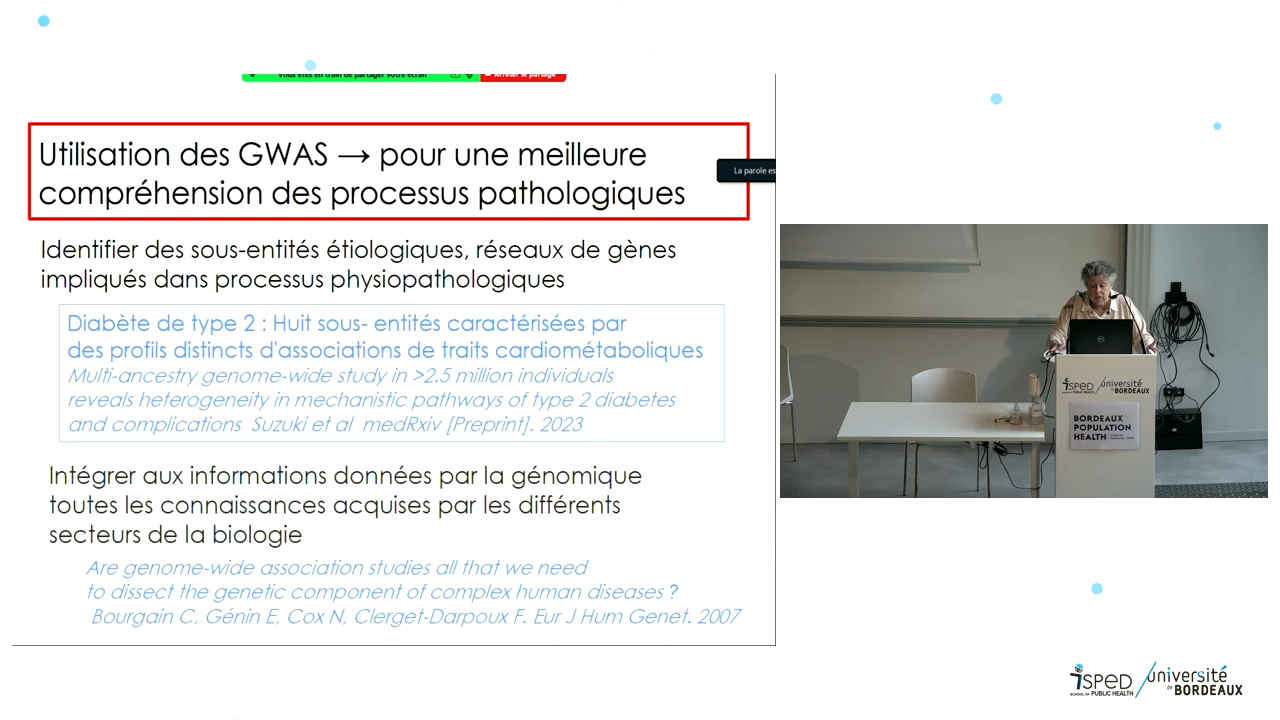 Vous êtes en train de partager votre écran
Arrêter le partage
Utilisation des GWAS → pour une meilleure
compréhension des processus pathologiques
La parole es
Identifier des sous-entités étiologiques, réseaux de gènes
impliqués dans processus physiopathologiques
Diabète de type 2 : Huit sous- entités caractérisées par
des profils distincts d'associations de traits cardiométaboliques
Multi-ancestry genome-wide study in >2.5 million individuals
reveals heterogeneity in mechanistic pathways of type 2 diabetes
and complications Suzuki et al medRxiv [Preprint]. 2023
Intégrer aux informations données par la génomique
toutes les connaissances acquises par les différents
secteurs de la biologie
Are genome-wide association studies all that we need
to dissect the genetic component of complex human diseases ?
Bourgain C, Génin E, Cox N, Clerget-Darpoux F. Eur J Hum Genet. 2007
isped université de BORDEAUX
BORDEAUX
POPULATION
HEALTH
isped
SCHOOL OF PUBLIC HEALTH
université
de BORDEAUX